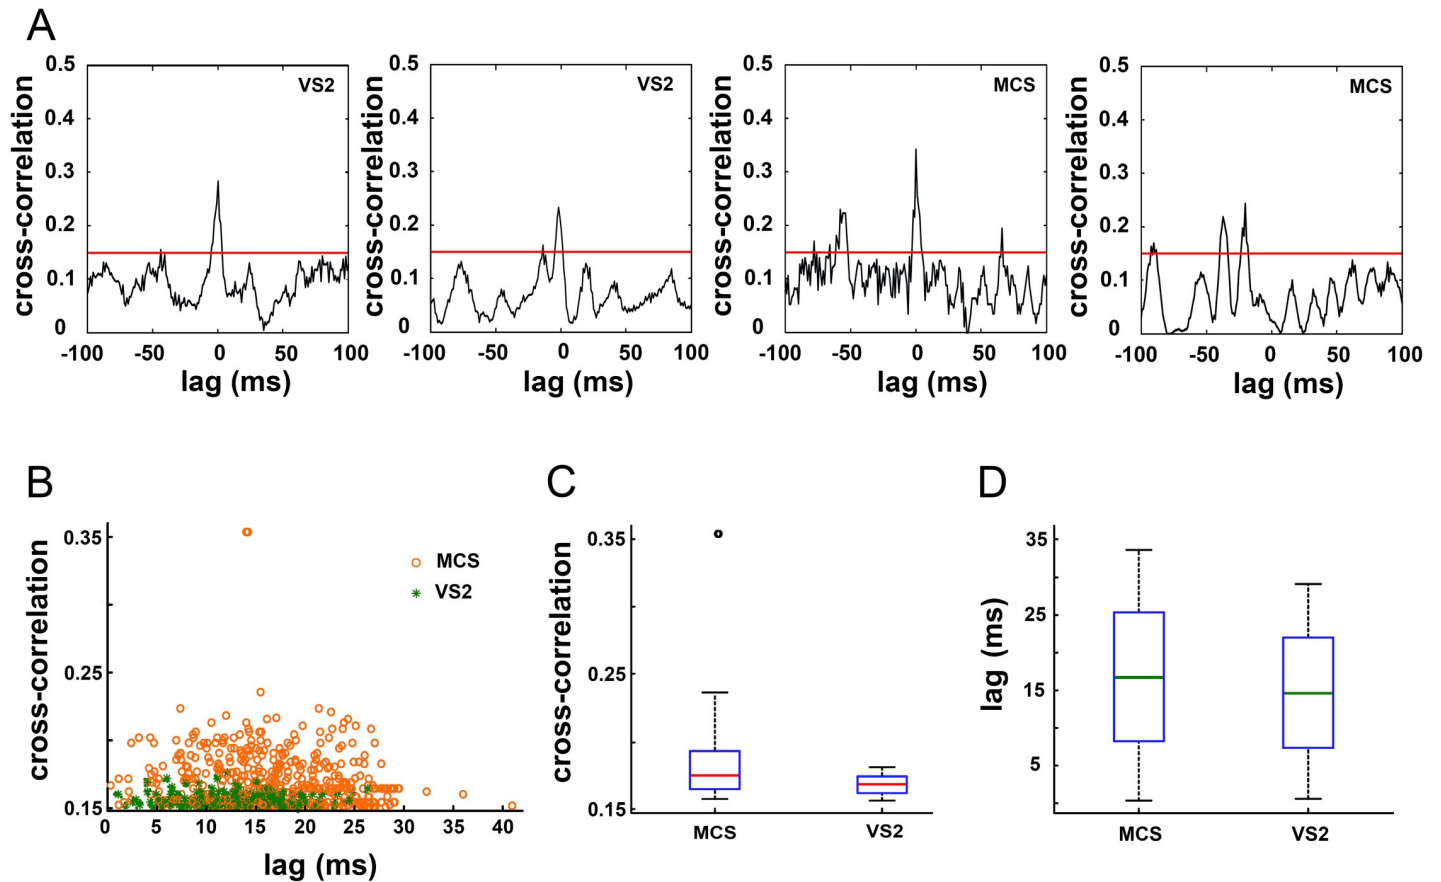 A
cross-correlation
0.5
0.4
0.3
0.2
0.1
0
VS2
-100 -50 0 50 100
lag (ms)
cross-correlation
0.5
0.4
0.3
0.2
0.1
0
VS2
-100 -50 0 50 100
lag (ms)
cross-correlation
0.5
0.4
0.3
0.2
0.1
0
MCS
-100 -50 0 50 100
lag (ms)
cross-correlation
0.5
0.4
0.3
0.2
0.1
0
MCS
-100 -50 0 50 100
lag (ms)
B
cross-correlation
0.35
0.25
0.15
MCS
VS2
0 5 10 15 20 25 30 35 40
lag (ms)
C
cross-correlation
0.35
0.25
0.15
MCS VS2
D
lag (ms)
35
25
15
5
MCS VS2